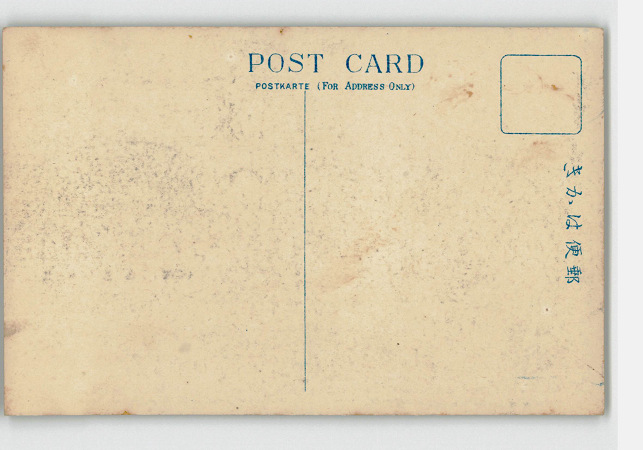 POST CARD
POSTKARTE (FOR ADDRESS ONLY)
きかは便郵